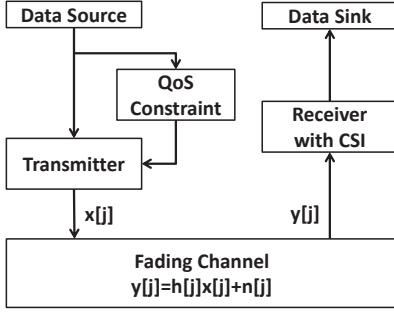 Data Source
Data Sink
QoS
Constraint
Receiver
with CSI
Transmitter
x[j]
y[j]
Fading Channel
y[j]=h[j]x[j]+n[j]